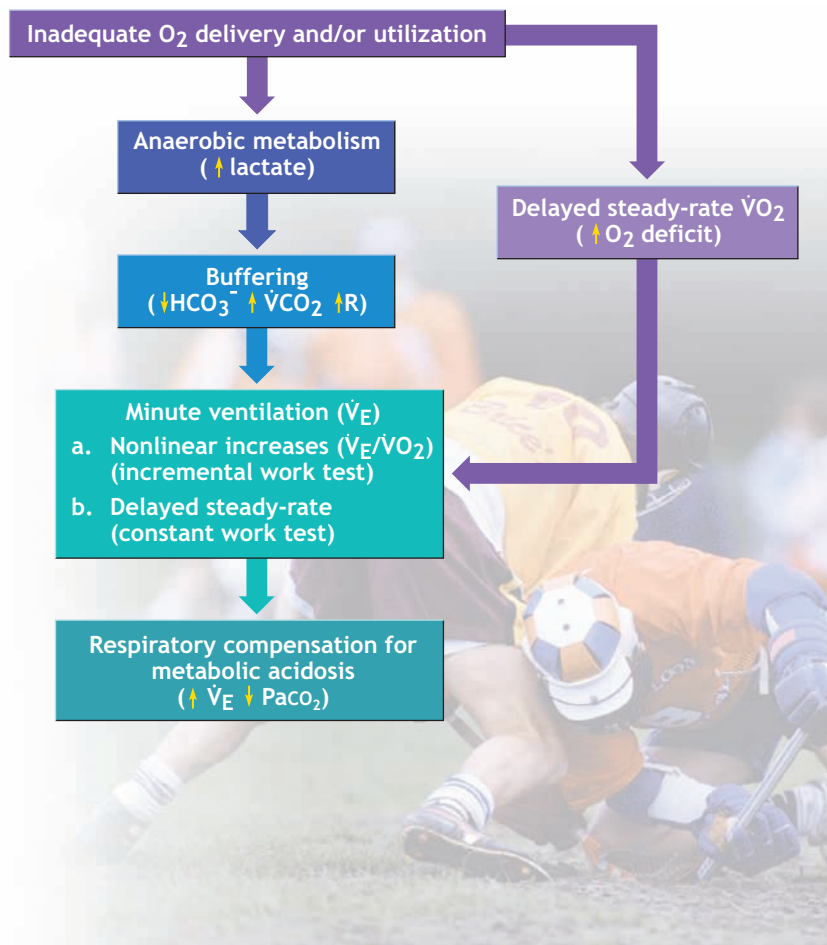 Inadequate O₂ delivery and/or utilization
Anaerobic metabolism
(↑lactate)
Delayed steady-rate V̇O₂
(↑O₂ deficit)
Buffering
(↓HCO₃⁻ ↑V̇CO₂ ↑R)
Minute ventilation (V̇E)
a. Nonlinear increases (V̇E/V̇O₂)
(incremental work test)
b. Delayed steady-rate
(constant work test)
Respiratory compensation for
metabolic acidosis
(↑ V̇E ↓ PaCO₂)